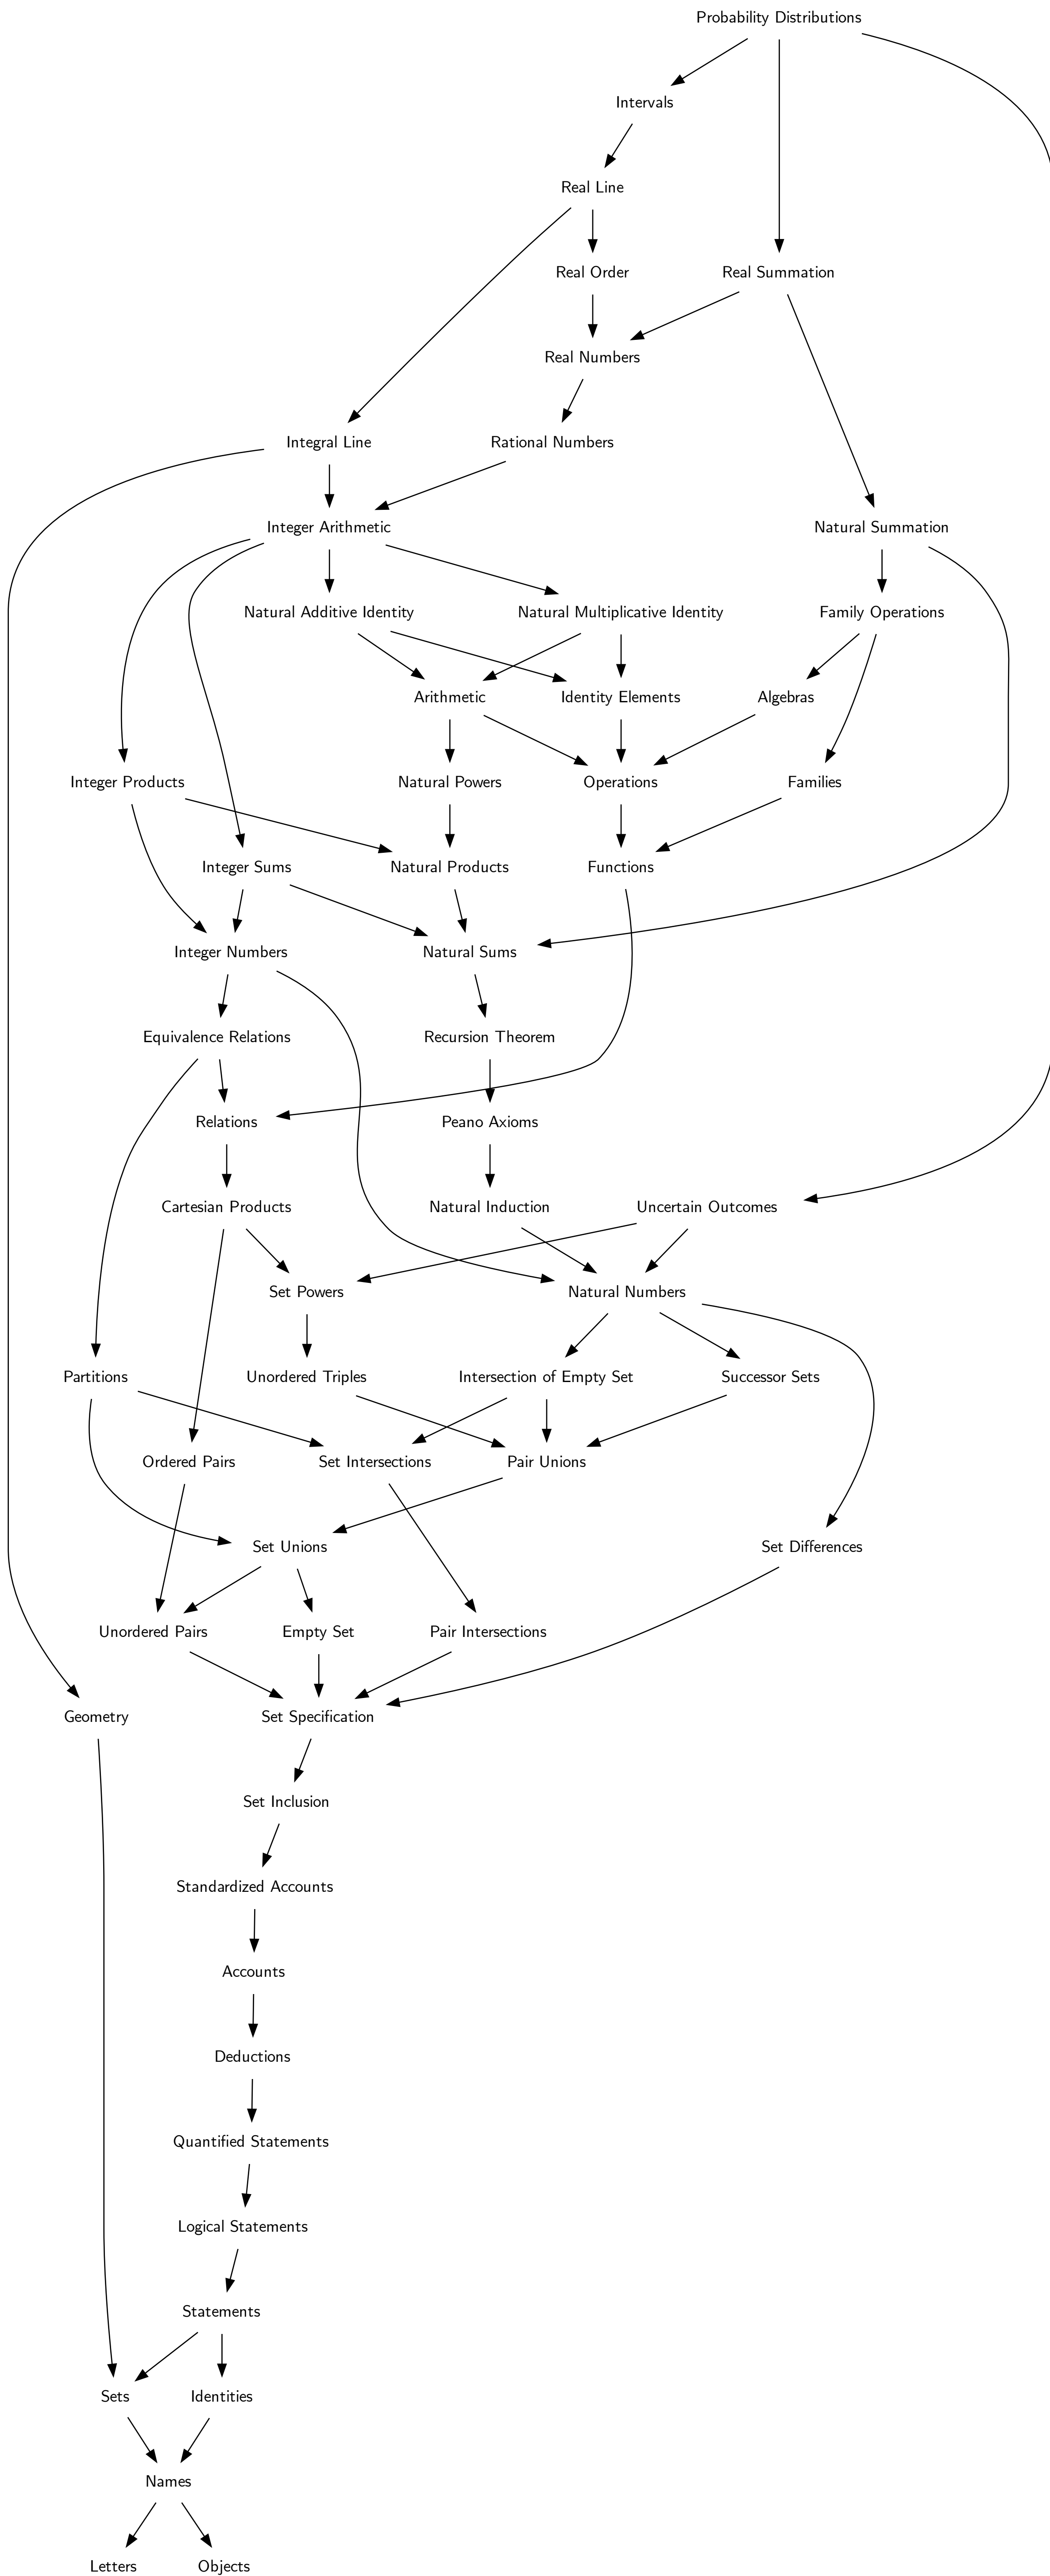 Probability Distributions
Intervals
Real Line
Real Order
Real Summation
Real Numbers
Integral Line
Rational Numbers
Integer Arithmetic
Natural Summation
Natural Additive Identity
Natural Multiplicative Identity
Family Operations
Arithmetic
Identity Elements
Algebras
Integer Products
Natural Powers
Operations
Families
Integer Sums
Natural Products
Functions
Integer Numbers
Natural Sums
Equivalence Relations
Recursion Theorem
Relations
Peano Axioms
Cartesian Products
Natural Induction
Uncertain Outcomes
Set Powers
Natural Numbers
Partitions
Unordered Triples
Intersection of Empty Set
Successor Sets
Ordered Pairs
Set Intersections
Pair Unions
Set Unions
Set Differences
Unordered Pairs
Empty Set
Pair Intersections
Geometry
Set Specification
Set Inclusion
Standardized Accounts
Accounts
Deductions
Quantified Statements
Logical Statements
Statements
Sets
Identities
Names
Letters
Objects